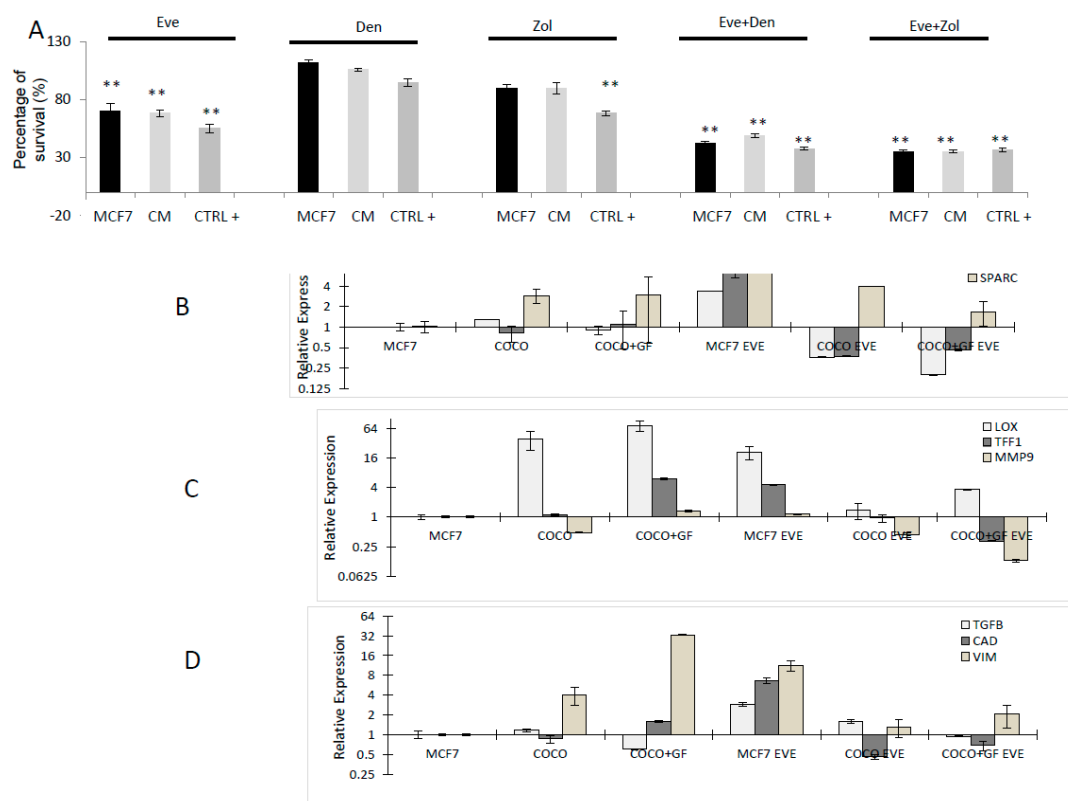 A
Eve
Den
Zol
Eve+Den
Eve+Zol
Percentage of survival (%)
130
80
30
-20
** ** ** ** ** ** ** ** ** **
MCF7 CM CTRL + MCF7 CM CTRL + MCF7 CM CTRL + MCF7 CM CTRL + MCF7 CM CTRL +
B
Relative Express
4
2
1
0.5
0.25
0.125
SPARC
MCF7 COCO COCO+GF MCF7 EVE COCO EVE COCO+GF EVE
C
Relative Expression
64
16
4
1
0.25
0.0625
LOX
TFF1
MMP9
MCF7 COCO COCO+GF MCF7 EVE COCO EVE COCO+GF EVE
D
Relative Expression
64
32
16
8
4
2
1
0.5
0.25
TGFB
CAD
VIM
MCF7 COCO COCO+GF MCF7 EVE COCO EVE COCO+GF EVE